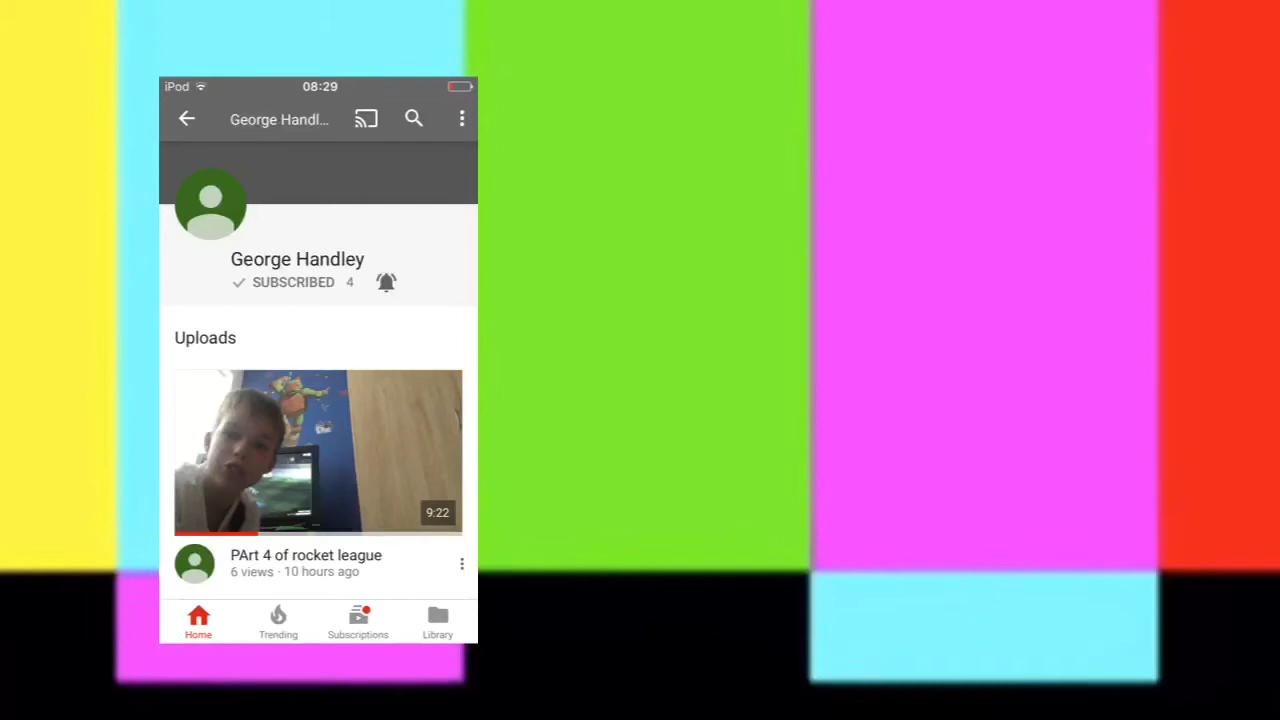 iPod 08:29
George Handl...
George Handley
SUBSCRIBED 4
Uploads
9:22
PArt 4 of rocket league
6 views · 10 hours ago
Home Trending Subscriptions Library